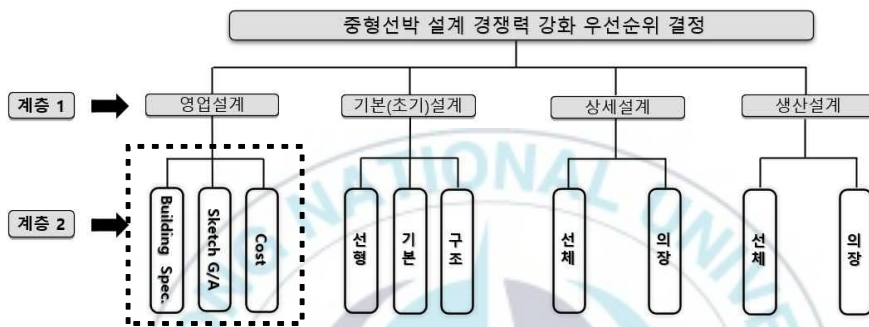 중형선박 설계 경쟁력 강화 우선순위 결정
계층 1
영업설계
기본(초기)설계
상세설계
생산설계
계층 2
Building Spec.
Sketch G/A
Cost
선형
기본
구조
선체
의장
선체
의장
NG NATIONAL UNIVE